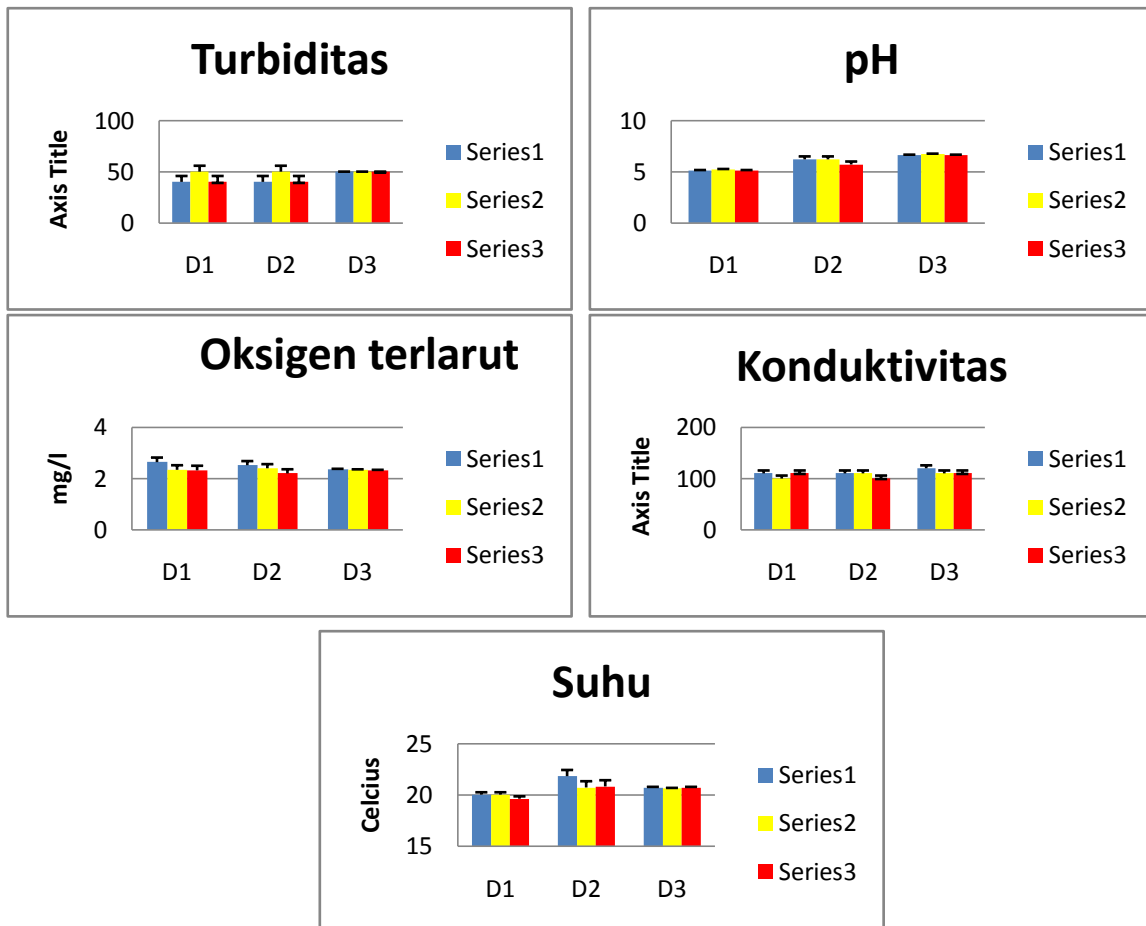 Turbiditas
Axis Title
100
50
0
D1 D2 D3
Series1
Series2
Series3
pH
10
5
0
D1 D2 D3
Series1
Series2
Series3
Oksigen terlarut
mg/l
4
2
0
D1 D2 D3
Series1
Series2
Series3
Konduktivitas
Axis Title
200
100
0
D1 D2 D3
Series1
Series2
Series3
Suhu
Celcius
25
20
15
D1 D2 D3
Series1
Series2
Series3